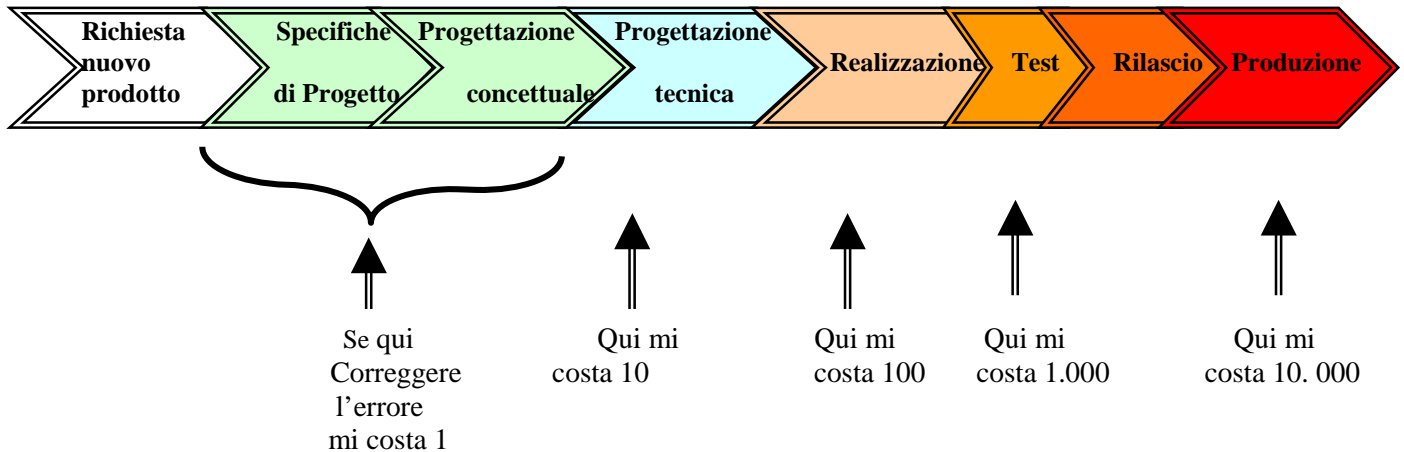 Richiesta
nuovo
prodotto
Specifiche
di Progetto
Progettazione
concettuale
Progettazione
tecnica
Realizzazione
Test
Rilascio
Produzione
Se qui
Correggere
l’errore
mi costa 1
Qui mi
costa 10
Qui mi
costa 100
Qui mi
costa 1.000
Qui mi
costa 10. 000